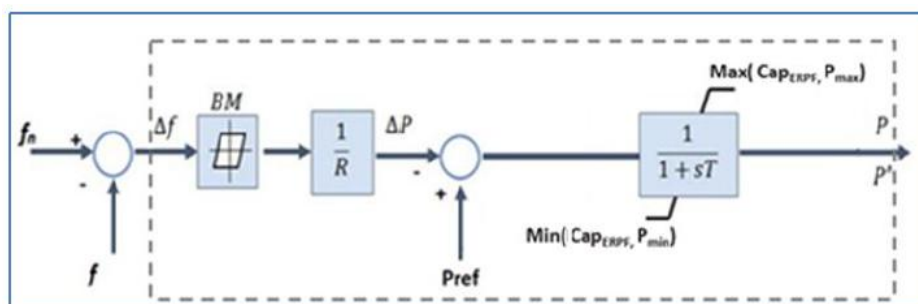 Max( Cap_ERPF, P_max)
BM
f_n + Δf 1 ΔP 1 P
- R - 1 + sT P'
+
Min( Cap_ERPF, P_min)
f Pref